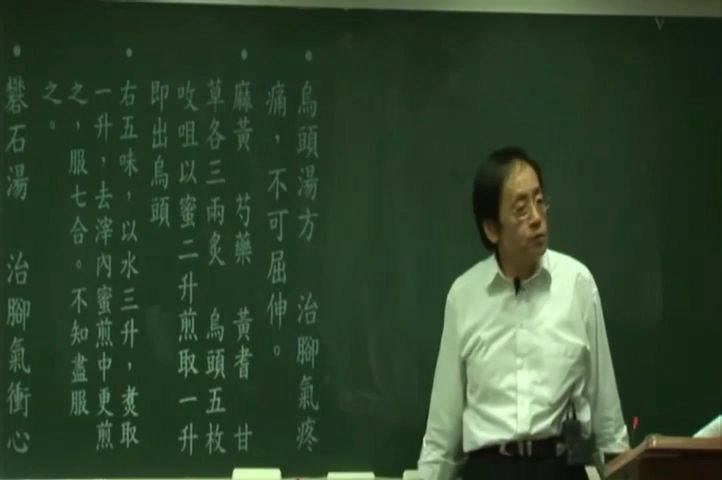 • 烏頭湯方 治腳氣疼
痛，不可屈伸。
• 麻黃 芍藥 黃耆 甘
草各三兩炙 烏頭五枚
㕮咀以蜜二升煎取一升
即出烏頭
• 右五味，以水三升，煑取
一升，去滓內蜜煎中更煎
之，服七合。不知盡服
之。
• 礬石湯 治腳氣衝心